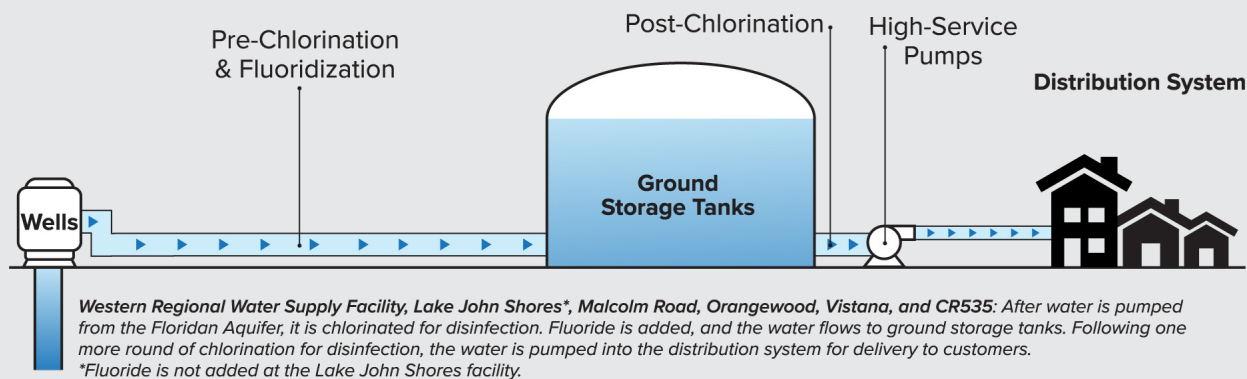 Pre-Chlorination
& Fluoridization
Post-Chlorination
High-Service
Pumps
Distribution System
Wells
Ground
Storage Tanks
Western Regional Water Supply Facility, Lake John Shores*, Malcolm Road, Orangewood, Vistana, and CR535: After water is pumped
from the Floridan Aquifer, it is chlorinated for disinfection. Fluoride is added, and the water flows to ground storage tanks. Following one
more round of chlorination for disinfection, the water is pumped into the distribution system for delivery to customers.
*Fluoride is not added at the Lake John Shores facility.